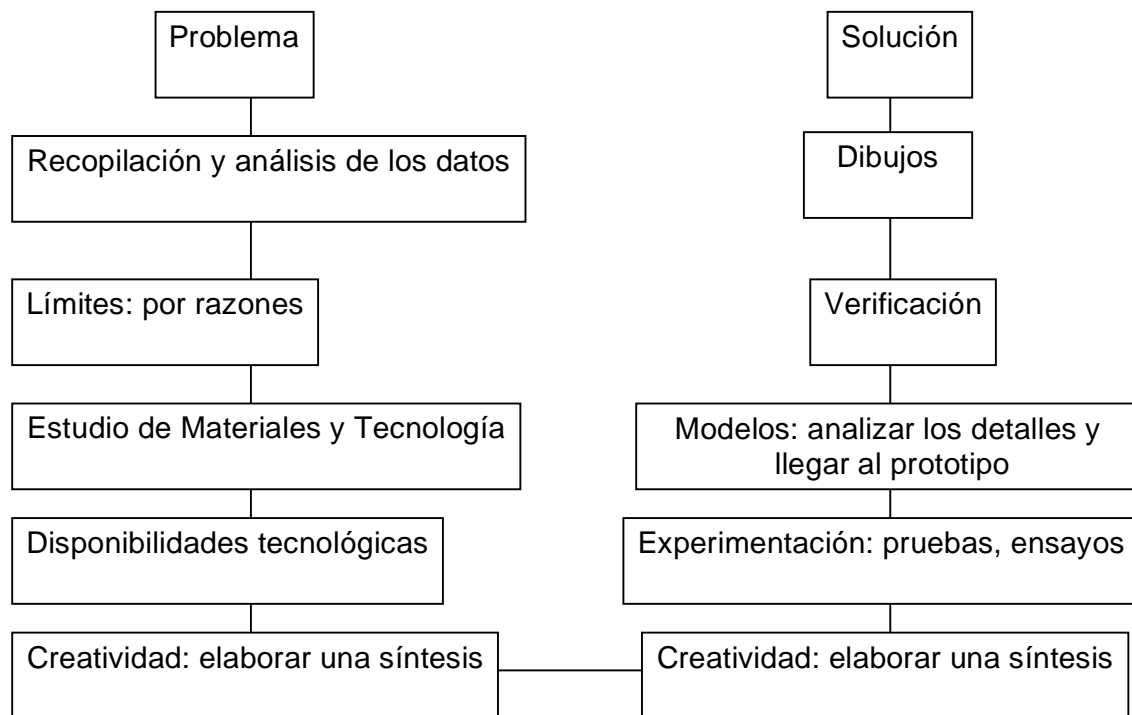 Problema
Recopilación y análisis de los datos
Límites: por razones
Estudio de Materiales y Tecnología
Disponibilidades tecnológicas
Creatividad: elaborar una síntesis
Solución
Dibujos
Verificación
Modelos: analizar los detalles y
llegar al prototipo
Experimentación: pruebas, ensayos
Creatividad: elaborar una síntesis